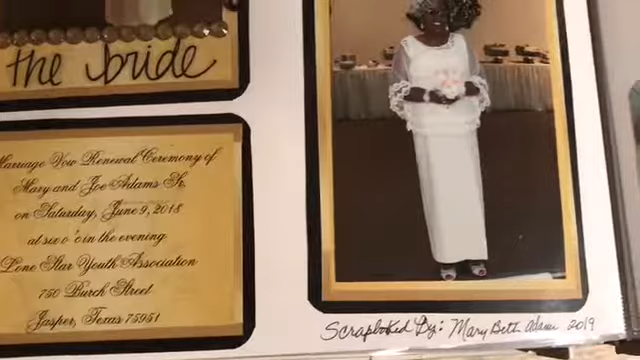 the bride
Marriage Vow Renewal Ceremony of
Mary and Joe Adams Sr.
on Saturday, June 9, 2018
at six o 'c in the evening
Lone Star Youth Association
750 Burch Street
Jasper, Texas 75951
Scrapbooked By: Mary Beth Adams 2019